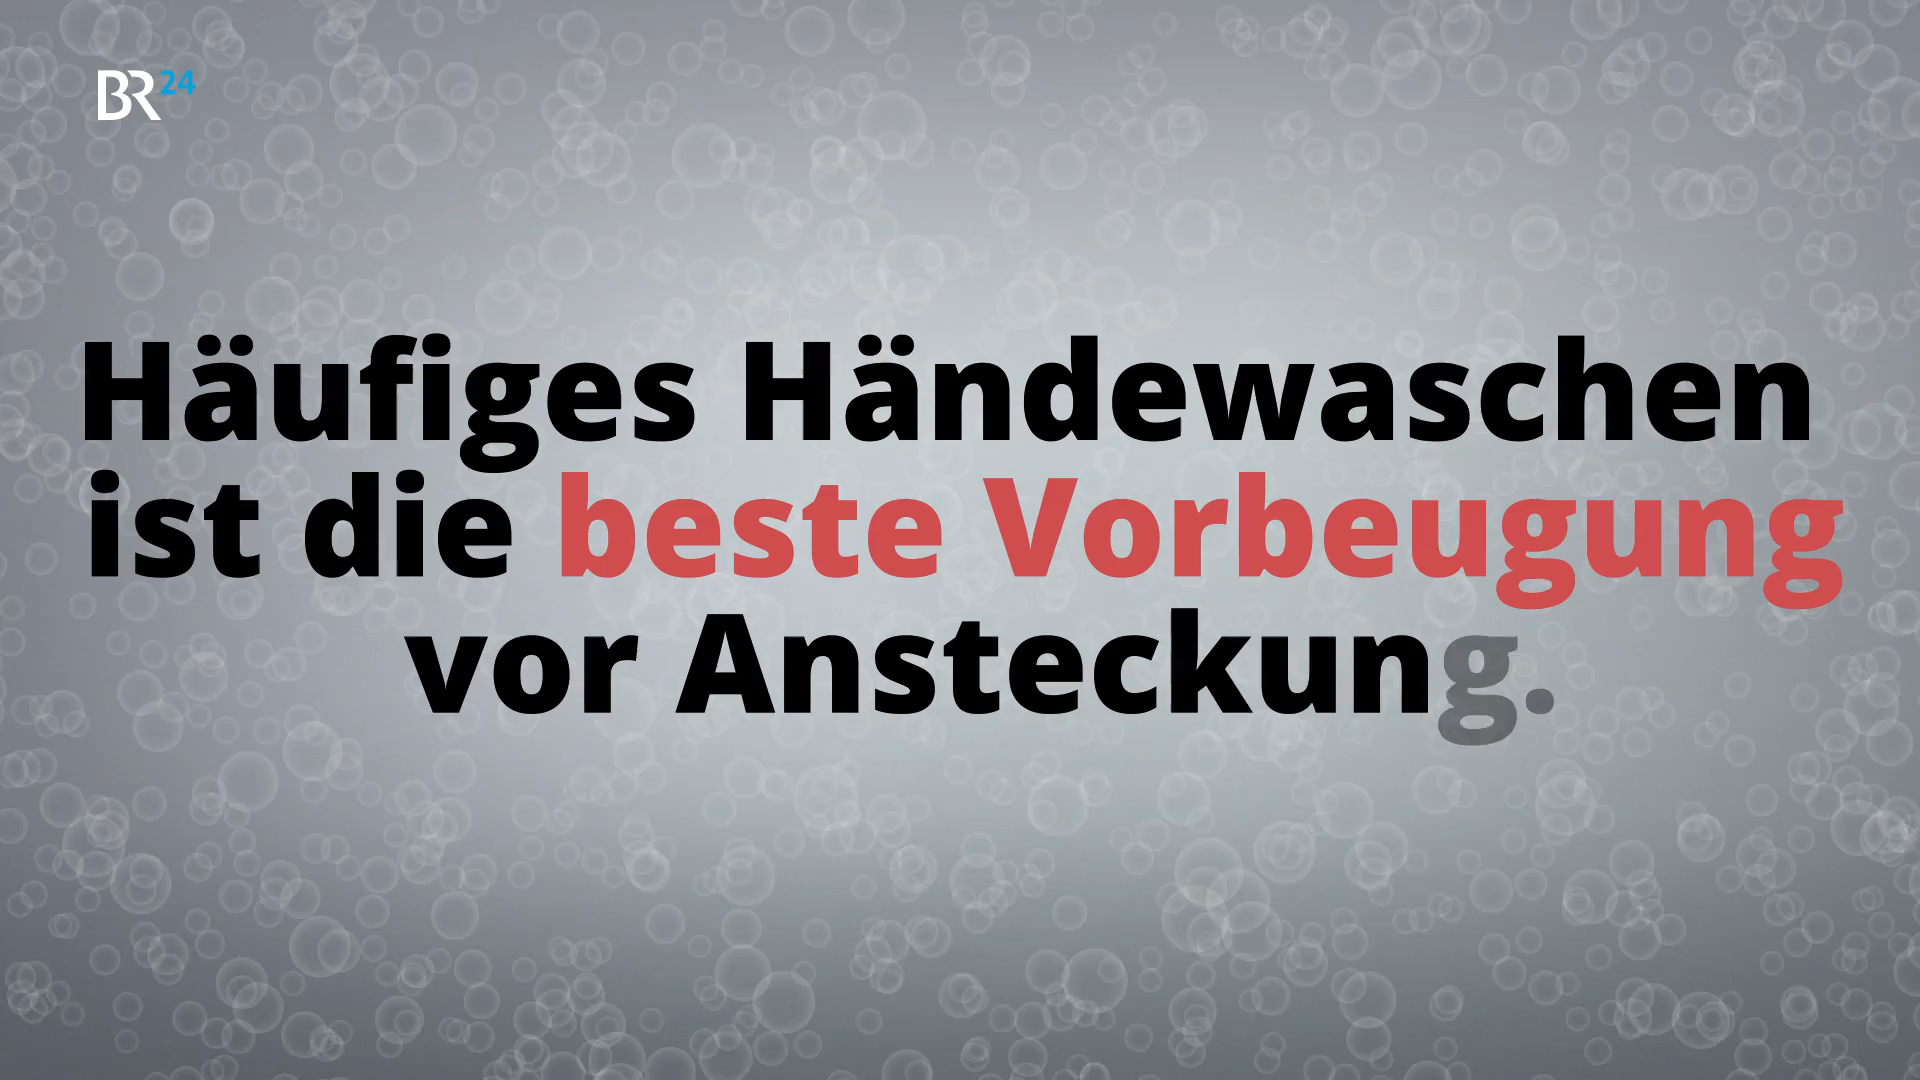 BR24
Häufiges Händewaschen
ist die beste Vorbeugung
vor Ansteckung.